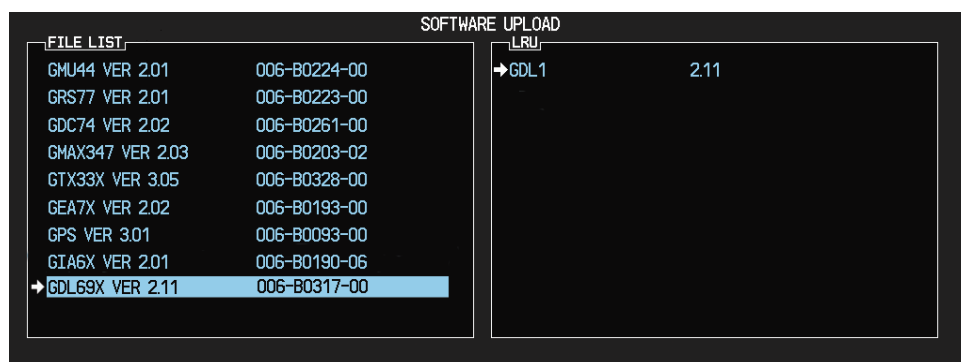 SOFTWARE UPLOAD
FILE LIST
GMU44 VER 2.01 006-B0224-00
GRS77 VER 2.01 006-B0223-00
GDC74 VER 2.02 006-B0261-00
GMAX347 VER 2.03 006-B0203-02
GTX33X VER 3.05 006-B0328-00
GEA7X VER 2.02 006-B0193-00
GPS VER 3.01 006-B0093-00
GIA6X VER 2.01 006-B0190-06
GDL69X VER 2.11 006-B0317-00
LRU
GDL1 2.11